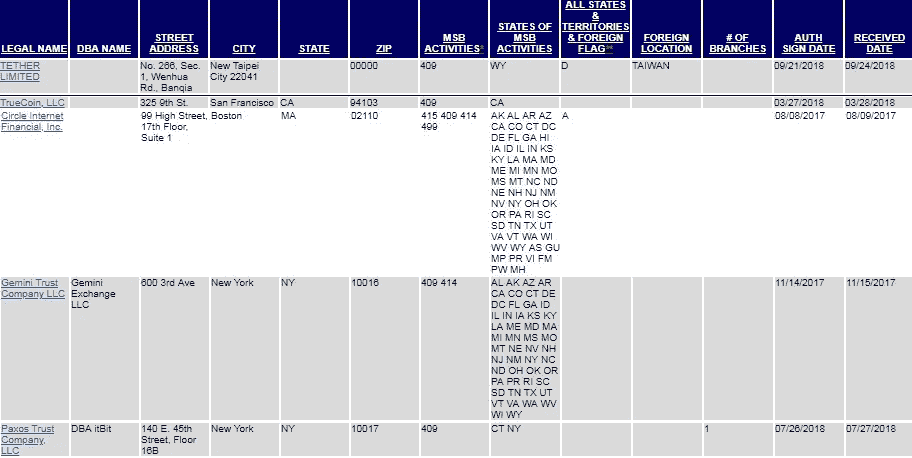 LEGAL NAME
DBA NAME
STREET
ADDRESS
CITY
STATE
ZIP
MSB
ACTIVITIES*
STATES OF
MSB
ACTIVITIES
ALL STATES
&
TERRITORIES
& FOREIGN
FLAG**
FOREIGN
LOCATION
# OF
BRANCHES
AUTH
SIGN DATE
RECEIVED
DATE
TETHER
LIMITED
No. 266, Sec.
1, Wenhua
Rd., Banqia
New Taipei
City 22041
00000
409
WY
D
TAIWAN
09/21/2018
09/24/2018
TrueCoin, LLC
325 9th St.
San Francisco
CA
94103
409
CA
03/27/2018
03/28/2018
Circle Internet
Financial, Inc.
99 High Street,
17th Floor,
Suite 1
Boston
MA
02110
415 409 414
499
AK AL AR AZ
CA CO CT DC
DE FL GA HI
IA ID IL IN KS
KY LA MA MD
ME MI MN MO
MS MT NC ND
NE NH NJ NM
NV NY OH OK
OR PA RI SC
SD TN TX UT
VA VT WA WI
WV WY AS GU
MP PR VI FM
PW MH
A
08/08/2017
08/09/2017
Gemini Trust
Company LLC
Gemini
Exchange
LLC
600 3rd Ave
New York
NY
10016
409 414
AL AK AZ AR
CA CO CT DE
DC FL GA ID
IL IN IA KS KY
LA ME MD MA
MI MN MS MO
MT NE NV NH
NJ NM NY NC
ND OH OK OR
PA PR RI SC
SD TN TX UT
VT VA WA WV
WI WY
11/14/2017
11/15/2017
Paxos Trust
Company,
LLC
DBA itBit
140 E. 45th
Street, Floor
16B
New York
NY
10017
409
CT NY
1
07/26/2018
07/27/2018